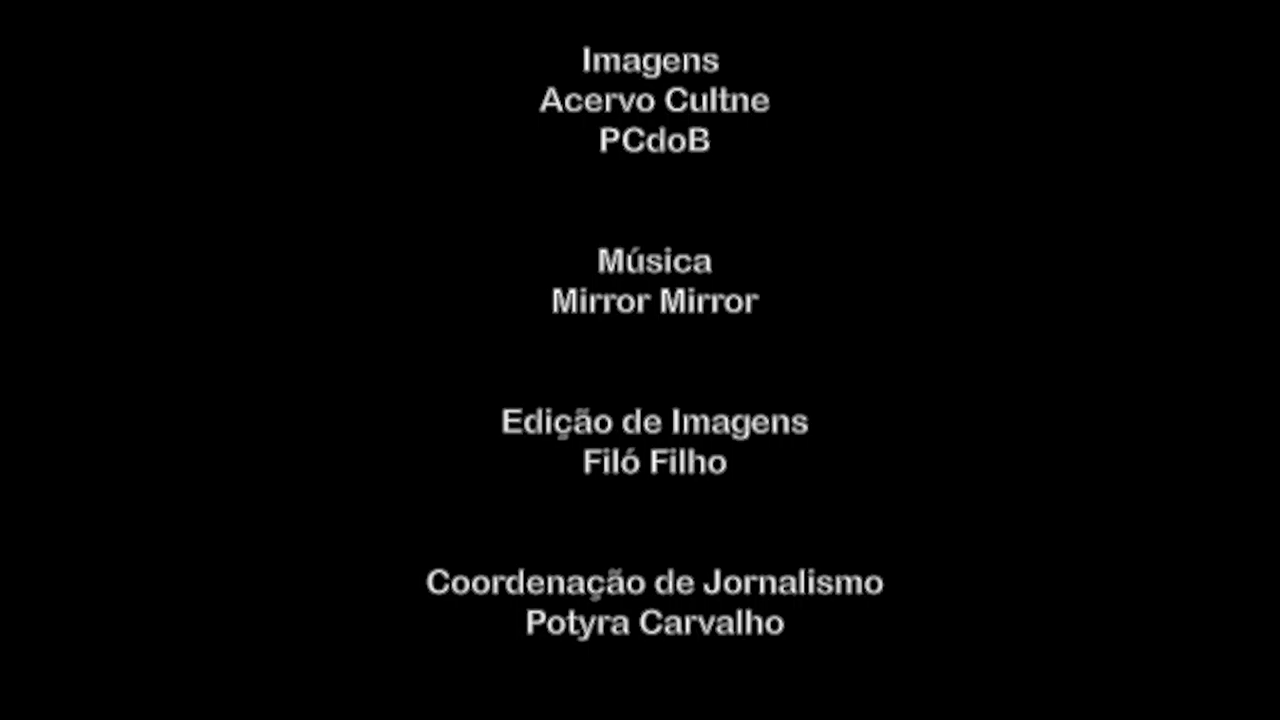 Imagens
Acervo Cultne
PCdoB
Música
Mirror Mirror
Edição de Imagens
Filó Filho
Coordenação de Jornalismo
Potyra Carvalho